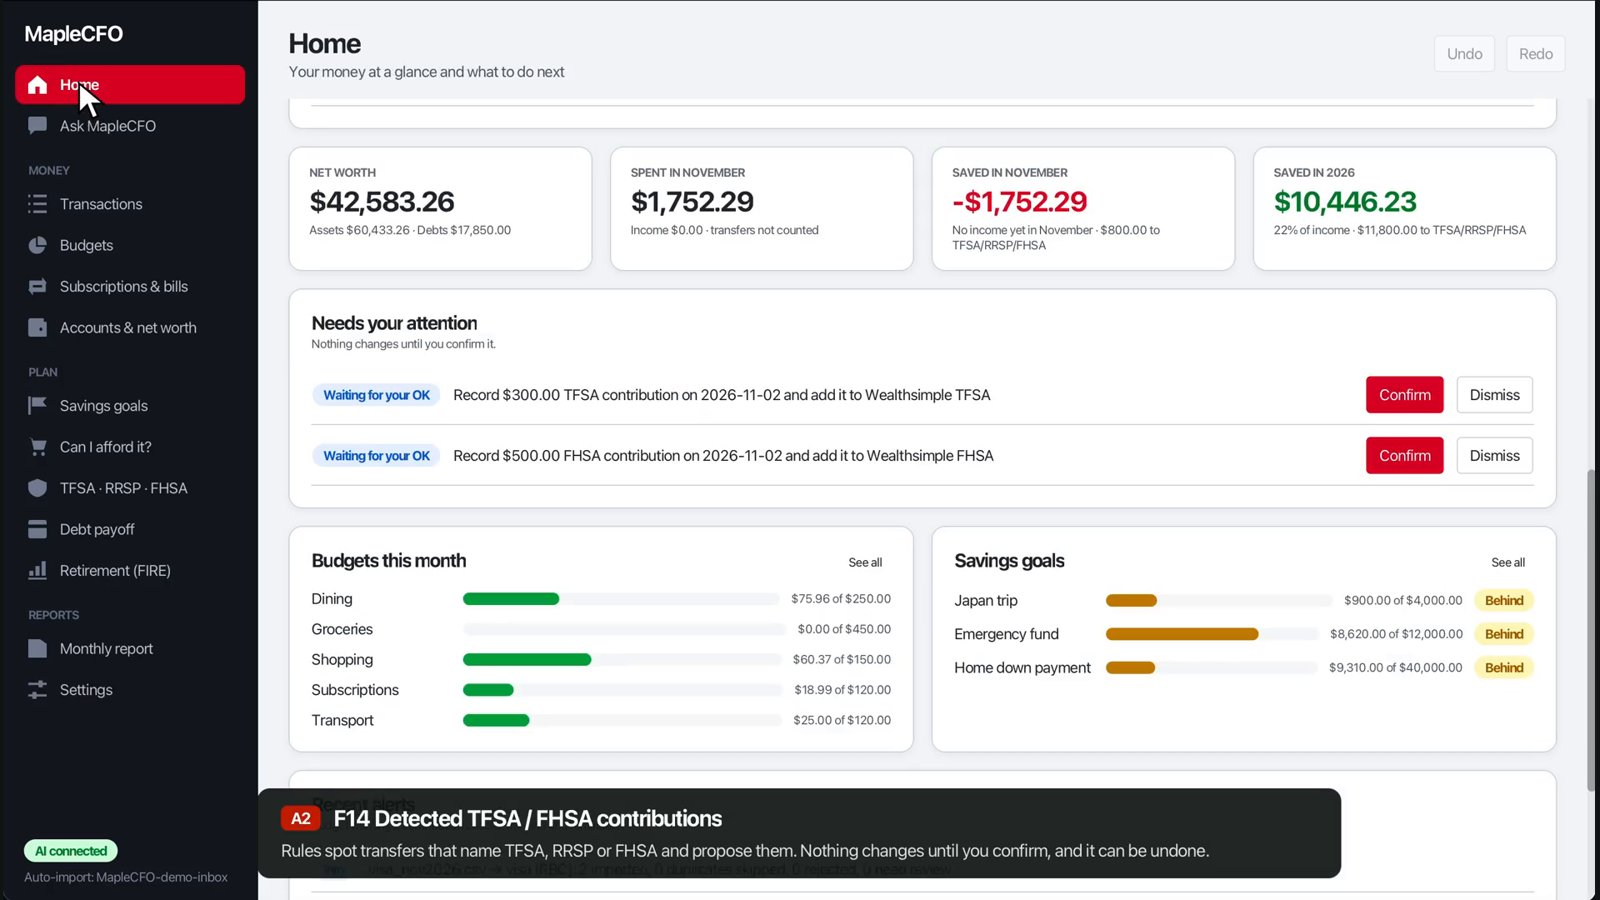 MapleCFO
Home
Ask MapleCFO
MONEY
Transactions
Budgets
Subscriptions & bills
Accounts & net worth
PLAN
Savings goals
Can I afford it?
TFSA · RRSP · FHSA
Debt payoff
Retirement (FIRE)
REPORTS
Monthly report
Settings
AI connected
Auto-import: MapleCFO-demo-inbox
Home
Your money at a glance and what to do next
Undo
Redo
NET WORTH
$42,583.26
Assets $60,433.26 · Debts $17,850.00
SPENT IN NOVEMBER
$1,752.29
Income $0.00 · transfers not counted
SAVED IN NOVEMBER
-$1,752.29
No income yet in November · $800.00 to
TFSA/RRSP/FHSA
SAVED IN 2026
$10,446.23
22% of income · $11,800.00 to TFSA/RRSP/FHSA
Needs your attention
Nothing changes until you confirm it.
Waiting for your OK Record $300.00 TFSA contribution on 2026-11-02 and add it to Wealthsimple TFSA Confirm Dismiss
Waiting for your OK Record $500.00 FHSA contribution on 2026-11-02 and add it to Wealthsimple FHSA Confirm Dismiss
Budgets this month See all
Dining $75.96 of $250.00
Groceries $0.00 of $450.00
Shopping $60.37 of $150.00
Subscriptions $18.99 of $120.00
Transport $25.00 of $120.00
Savings goals See all
Japan trip $900.00 of $4,000.00 Behind
Emergency fund $8,620.00 of $12,000.00 Behind
Home down payment $9,310.00 of $40,000.00 Behind
Recent alerts
A2 F14 Detected TFSA / FHSA contributions
Rules spot transfers that name TFSA, RRSP or FHSA and propose them. Nothing changes until you confirm, and it can be undone.